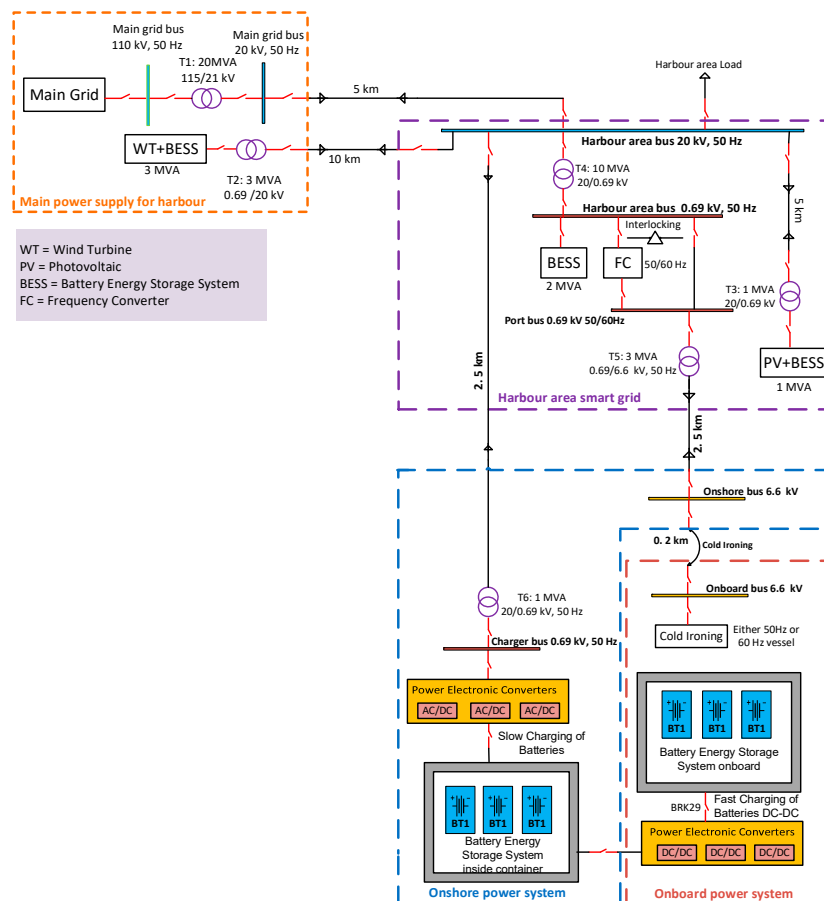 Main grid bus
110 kV, 50 Hz
Main grid bus
20 kV, 50 Hz
T1: 20MVA
115/21 kV
Main Grid
5 km
WT+BESS
3 MVA
10 km
T2: 3 MVA
0.69 /20 kV
Main power supply for harbour
WT = Wind Turbine
PV = Photovoltaic
BESS = Battery Energy Storage System
FC = Frequency Converter
Harbour area Load
Harbour area bus 20 kV, 50 Hz
T4: 10 MVA
20/0.69 kV
5 km
Harbour area bus 0.69 kV, 50 Hz
Interlocking
BESS
2 MVA
FC
50/60 Hz
T3: 1 MVA
20/0.69 kV
Port bus 0.69 kV 50/60Hz
T5: 3 MVA
0.69/6.6 kV, 50 Hz
PV+BESS
1 MVA
2. 5 km
Harbour area smart grid
2. 5 km
Onshore bus 6.6 kV
0. 2 km
Cold Ironing
Onboard bus 6.6 kV
Cold Ironing
Either 50Hz or
60 Hz vessel
T6: 1 MVA
20/0.69 kV, 50 Hz
Charger bus 0.69 kV, 50 Hz
Power Electronic Converters
AC/DC AC/DC AC/DC
Slow Charging of
Batteries
+ − + − + −
BT1 BT1 BT1
Battery Energy Storage
System onboard
BRK29
Fast Charging of
Batteries DC-DC
+ − + − + −
BT1 BT1 BT1
Battery Energy
Storage System
inside container
Power Electronic Converters
DC/DC DC/DC DC/DC
Onshore power system
Onboard power system